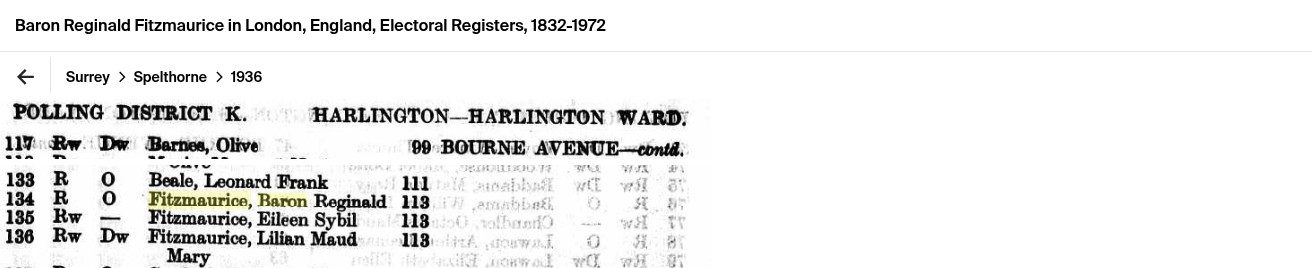 Baron Reginald Fitzmaurice in London, England, Electoral Registers, 1832-1972
Surrey > Spelthorne > 1936
POLLING DISTRICT K. HARLINGTON—HARLINGTON WARD.
117 Rw Dw Barnes, Olive 99 BOURNE AVENUE—contd.
133 R O Beale, Leonard Frank 111
134 R O Fitzmaurice, Baron Reginald 113
135 Rw — Fitzmaurice, Eileen Sybil 113
136 Rw Dw Fitzmaurice, Lilian Maud 113
Mary